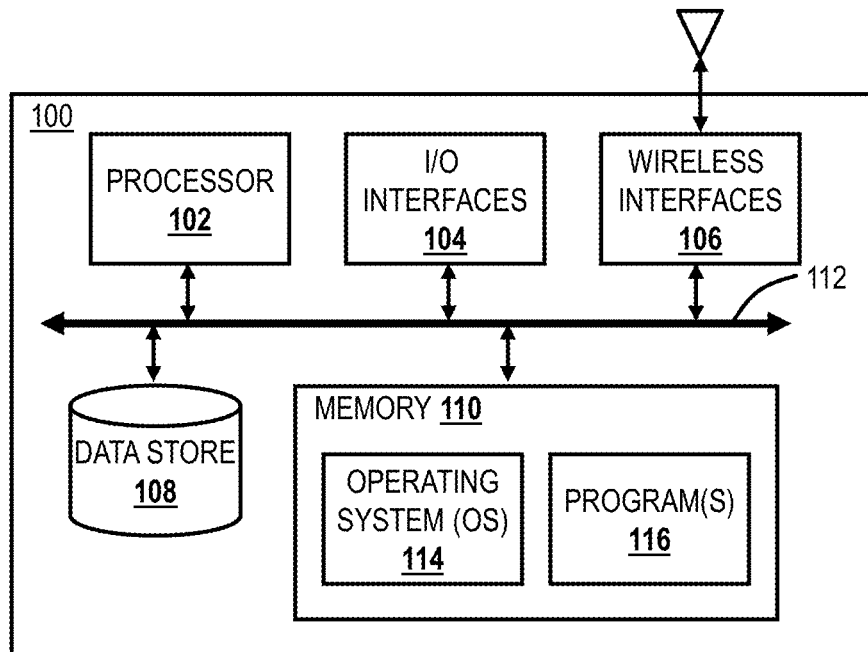 100
PROCESSOR
102
I/O
INTERFACES
104
WIRELESS
INTERFACES
106
112
DATA STORE
108
MEMORY 110
OPERATING
SYSTEM (OS)
114
PROGRAM(S)
116